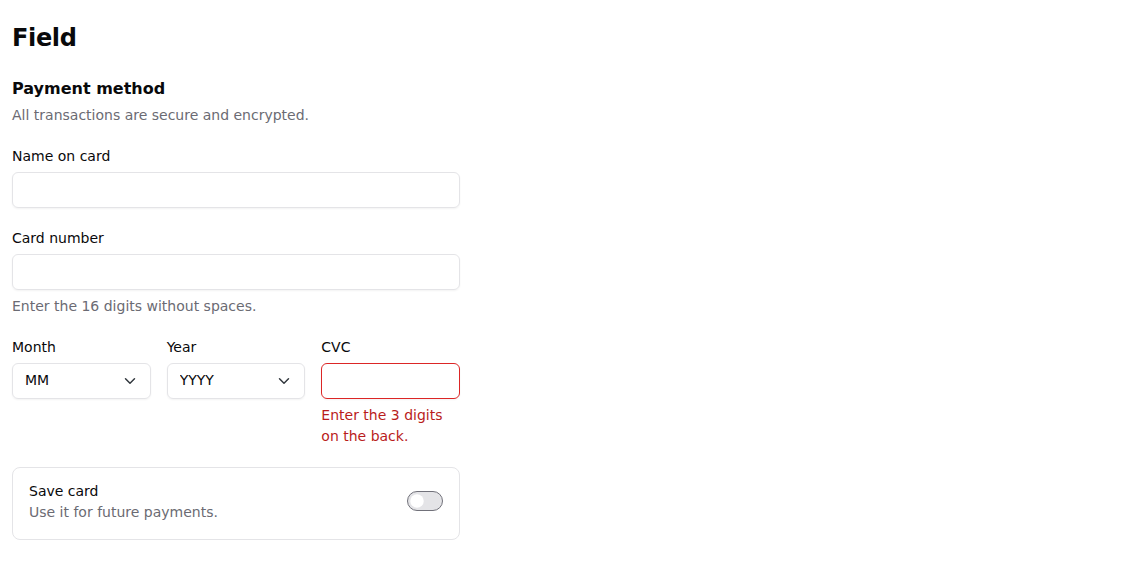 Field
Payment method
All transactions are secure and encrypted.
Name on card
Card number
Enter the 16 digits without spaces.
Month
Year
CVC
MM
YYYY
Enter the 3 digits
on the back.
Save card
Use it for future payments.